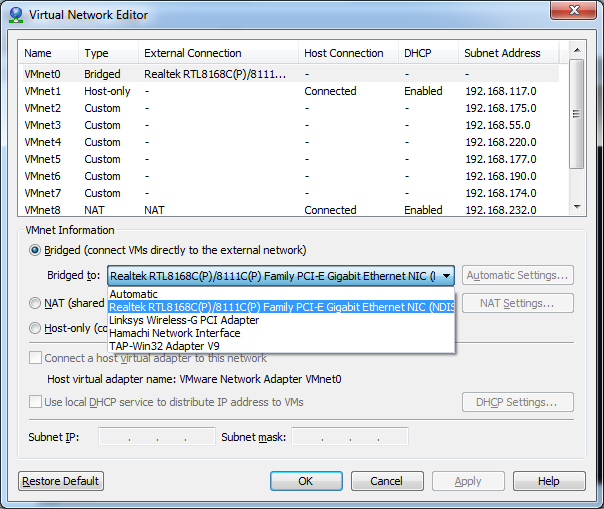 Virtual Network Editor
Name Type External Connection Host Connection DHCP Subnet Address
VMnet0 Bridged Realtek RTL8168C(P)/8111... - - -
VMnet1 Host-only - Connected Enabled 192.168.117.0
VMnet2 Custom - - - 192.168.175.0
VMnet3 Custom - - - 192.168.55.0
VMnet4 Custom - - - 192.168.220.0
VMnet5 Custom - - - 192.168.177.0
VMnet6 Custom - - - 192.168.190.0
VMnet7 Custom - - - 192.168.174.0
VMnet8 NAT NAT Connected Enabled 192.168.232.0
VMnet Information
Bridged (connect VMs directly to the external network)
Bridged to: Realtek RTL8168C(P)/8111C(P) Family PCI-E Gigabit Ethernet NIC ( Automatic Settings...
Automatic
NAT (shared Realtek RTL8168C(P)/8111C(P) Family PCI-E Gigabit Ethernet NIC (NDIS NAT Settings...
Linksys Wireless-G PCI Adapter
Host-only (co Hamachi Network Interface
TAP-Win32 Adapter V9
Connect a host virtual adapter to this network
Host virtual adapter name: VMware Network Adapter VMnet0
Use local DHCP service to distribute IP address to VMs DHCP Settings...
Subnet IP: . . . Subnet mask: . . .
Restore Default OK Cancel Apply Help